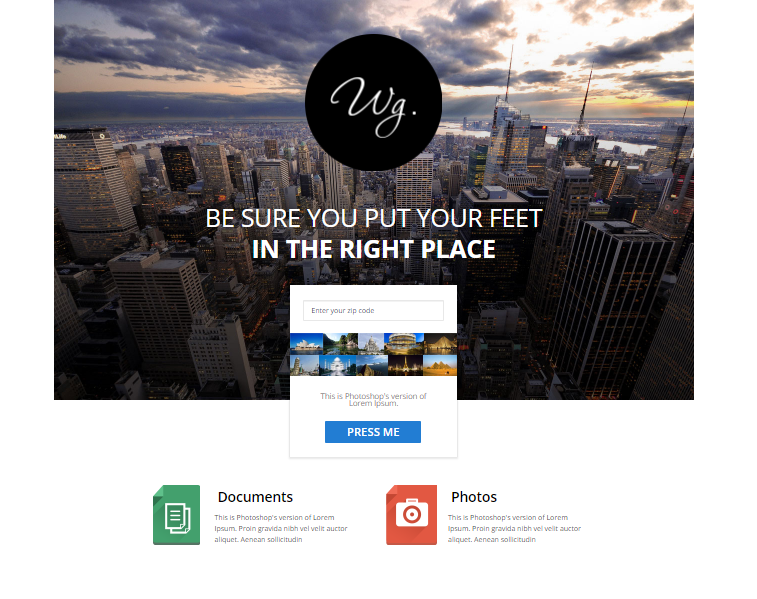 Wg.
BE SURE YOU PUT YOUR FEET
IN THE RIGHT PLACE
Enter your zip code
This is Photoshop's version of
Lorem Ipsum.
PRESS ME
Documents
This is Photoshop's version of Lorem
Ipsum. Proin gravida nibh vel velit auctor
aliquet. Aenean sollicitudin
Photos
This is Photoshop's version of Lorem
Ipsum. Proin gravida nibh vel velit auctor
aliquet. Aenean sollicitudin